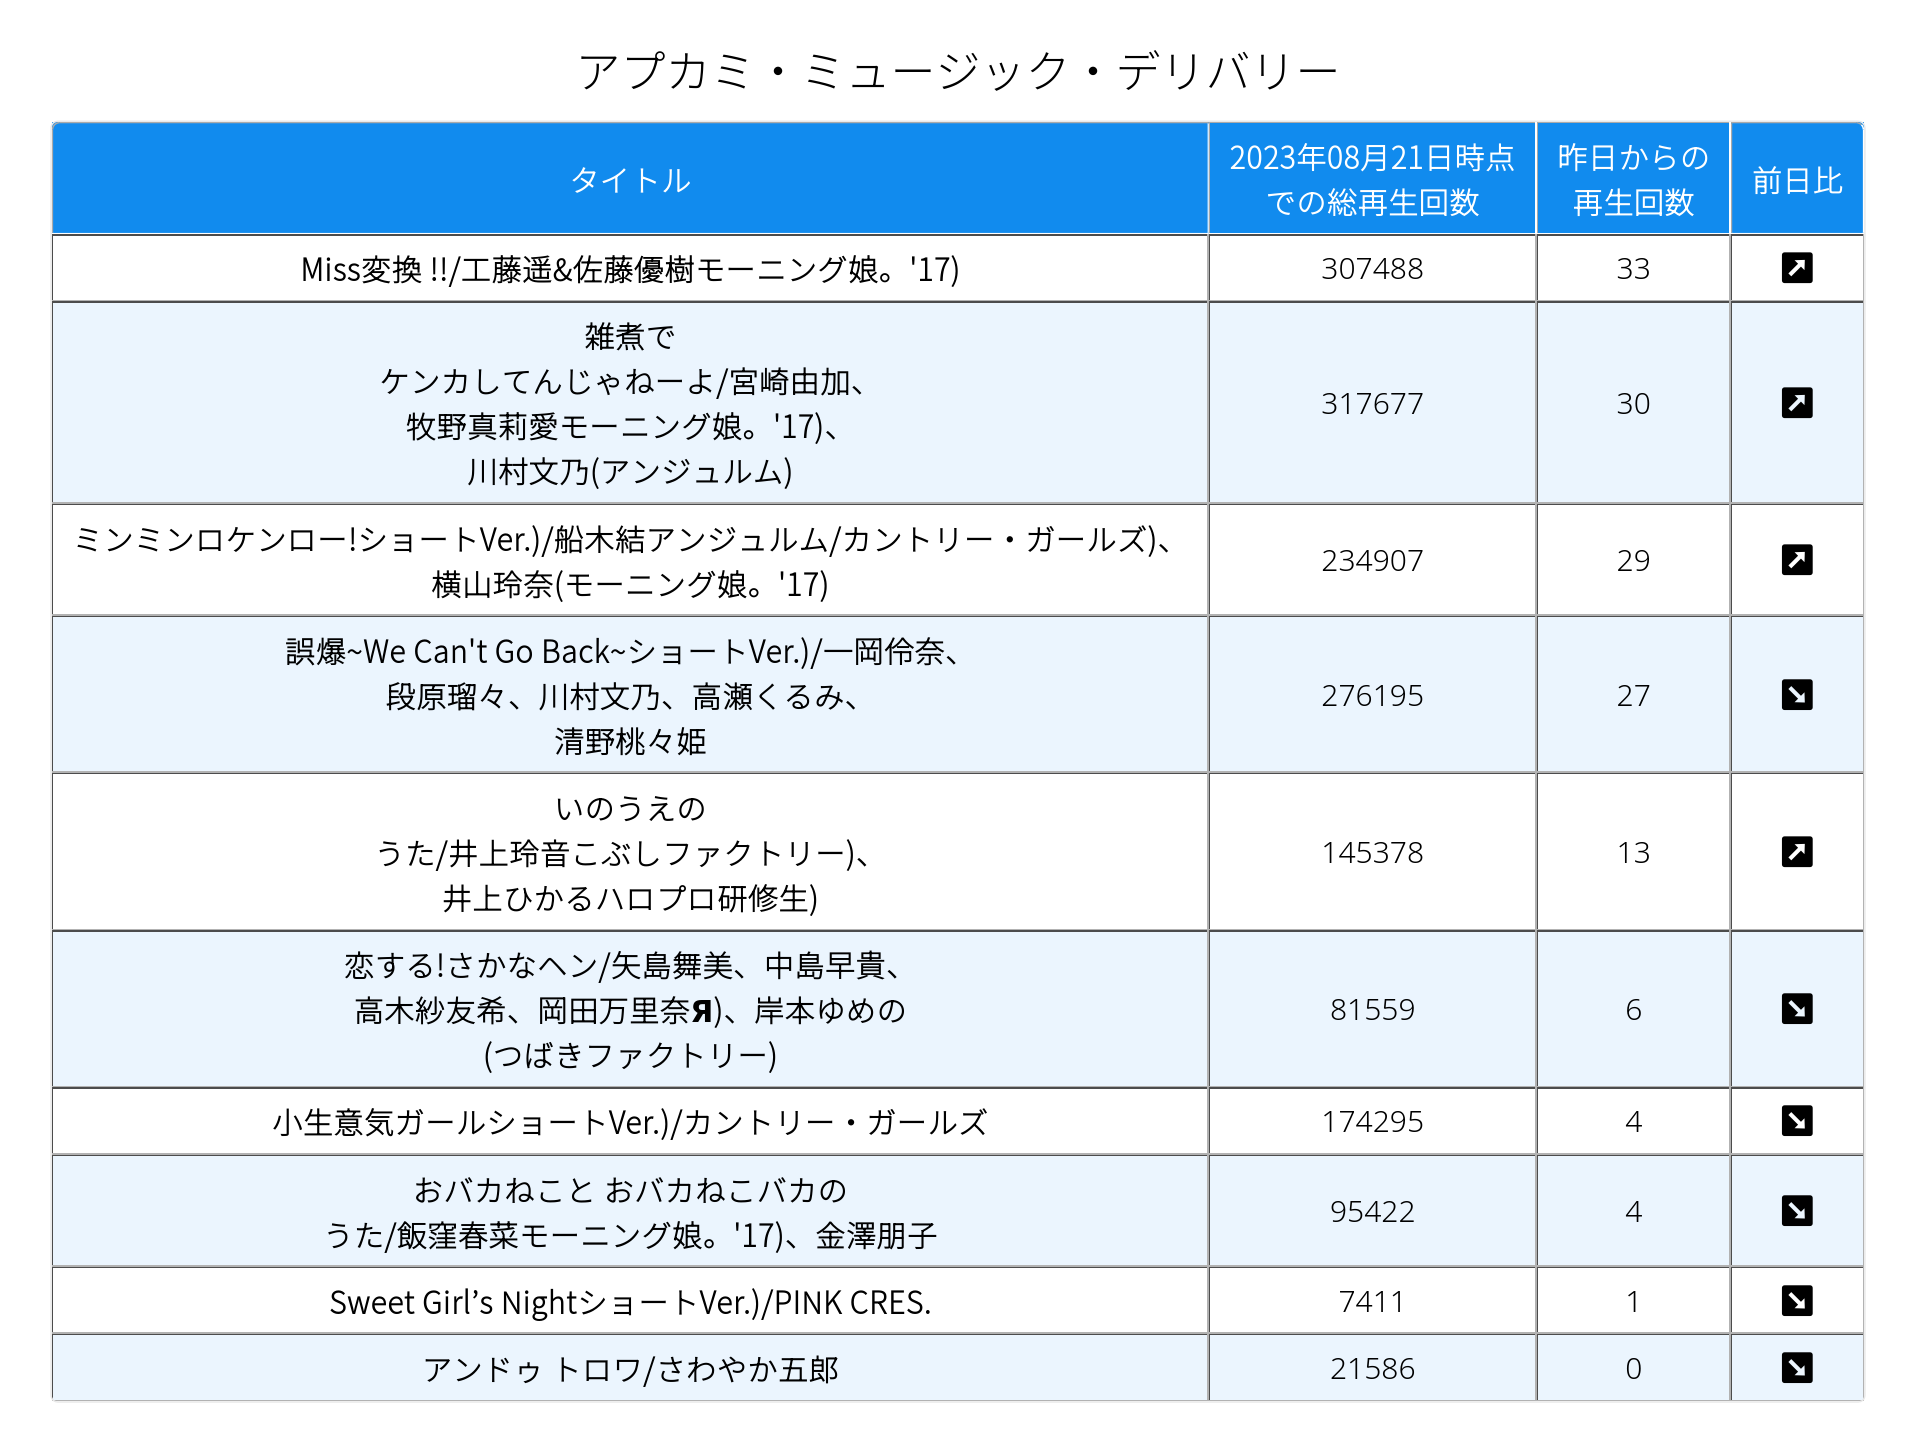 アプカミ・ミュージック・デリバリー
タイトル
2023年08月21日時点
での総再生回数
昨日からの
再生回数
前日比
Miss変換 !!/工藤遥&佐藤優樹モーニング娘。'17)
307488
33
雑煮で
ケンカしてんじゃねーよ/宮崎由加、
牧野真莉愛モーニング娘。'17)、
川村文乃(アンジュルム)
317677
30
ミンミンロケンロー!ショートVer.)/船木結アンジュルム/カントリー・ガールズ)、
横山玲奈(モーニング娘。'17)
234907
29
誤爆~We Can't Go Back~ショートVer.)/一岡伶奈、
段原瑠々、川村文乃、高瀬くるみ、
清野桃々姫
276195
27
いのうえの
うた/井上玲音こぶしファクトリー)、
井上ひかるハロプロ研修生)
145378
13
恋する!さかなヘン/矢島舞美、中島早貴、
高木紗友希、岡田万里奈Я)、岸本ゆめの
(つばきファクトリー)
81559
6
小生意気ガールショートVer.)/カントリー・ガールズ
174295
4
おバカねこと おバカねこバカの
うた/飯窪春菜モーニング娘。'17)、金澤朋子
95422
4
Sweet Girl’s NightショートVer.)/PINK CRES.
7411
1
アンドゥ トロワ/さわやか五郎
21586
0